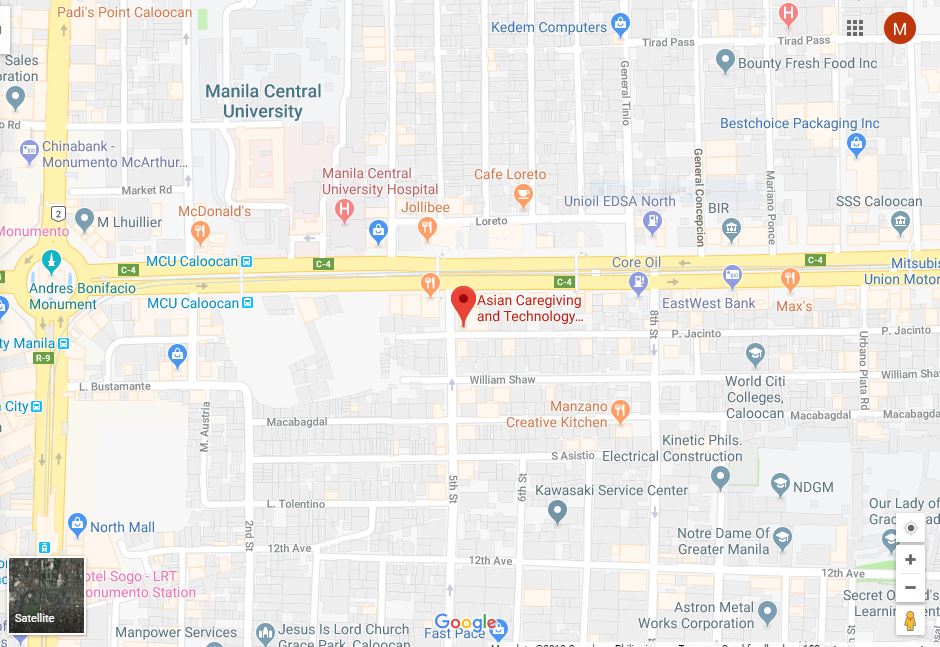 Padi's Point Caloocan
Kedem Computers
Tirad Pass
Tirad Pass
M
Sales
Bounty Fresh Food Inc
Manila Central
University
General Tinio
Bestchoice Packaging Inc
Chinabank -
Monumento McArthur...
Market Rd
General Concepcion
Mariano Ponce
Manila Central
University Hospital
Cafe Loreto
Jollibee
Loreto
Unioil EDSA North
BIR
SSS Caloocan
2
M Lhuillier
McDonald's
Monumento
MCU Caloocan
C-4
C-4
C-4
C-4
Core Oil
Mitsubis
Union Motor
Andres Bonifacio
Monument
MCU Caloocan
Asian Caregiving
and Technology...
EastWest Bank
Max's
8th St
P. Jacinto
P. Jacinto
ty Manila
R-9
Urbano Plata Rd
L. Bustamante
William Shaw
William Shaw
World Citi
Colleges,
Caloocan
City
M. Austria
Macabagdal
Manzano
Creative Kitchen
Macabagdal
Macabagdal
Kinetic Phils.
Electrical Construction
S Asistio
5th St
6th St
Kawasaki Service Center
NDGM
L. Tolentino
2nd St
Our Lady of
North Mall
Notre Dame Of
Greater Manila
12th Ave
12th Ave
12th Ave
otel Sogo - LRT
Monumento Station
Satellite
Secret Of
Astron Metal
Works Corporation
Manpower Services
Jesus Is Lord Church
Grace Park, Caloocan
Fast Pace
Google